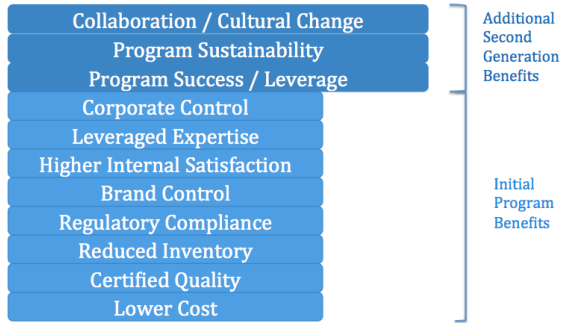 Collaboration / Cultural Change
Program Sustainability
Program Success / Leverage
Corporate Control
Leveraged Expertise
Higher Internal Satisfaction
Brand Control
Regulatory Compliance
Reduced Inventory
Certified Quality
Lower Cost
Additional
Second
Generation
Benefits
Initial
Program
Benefits